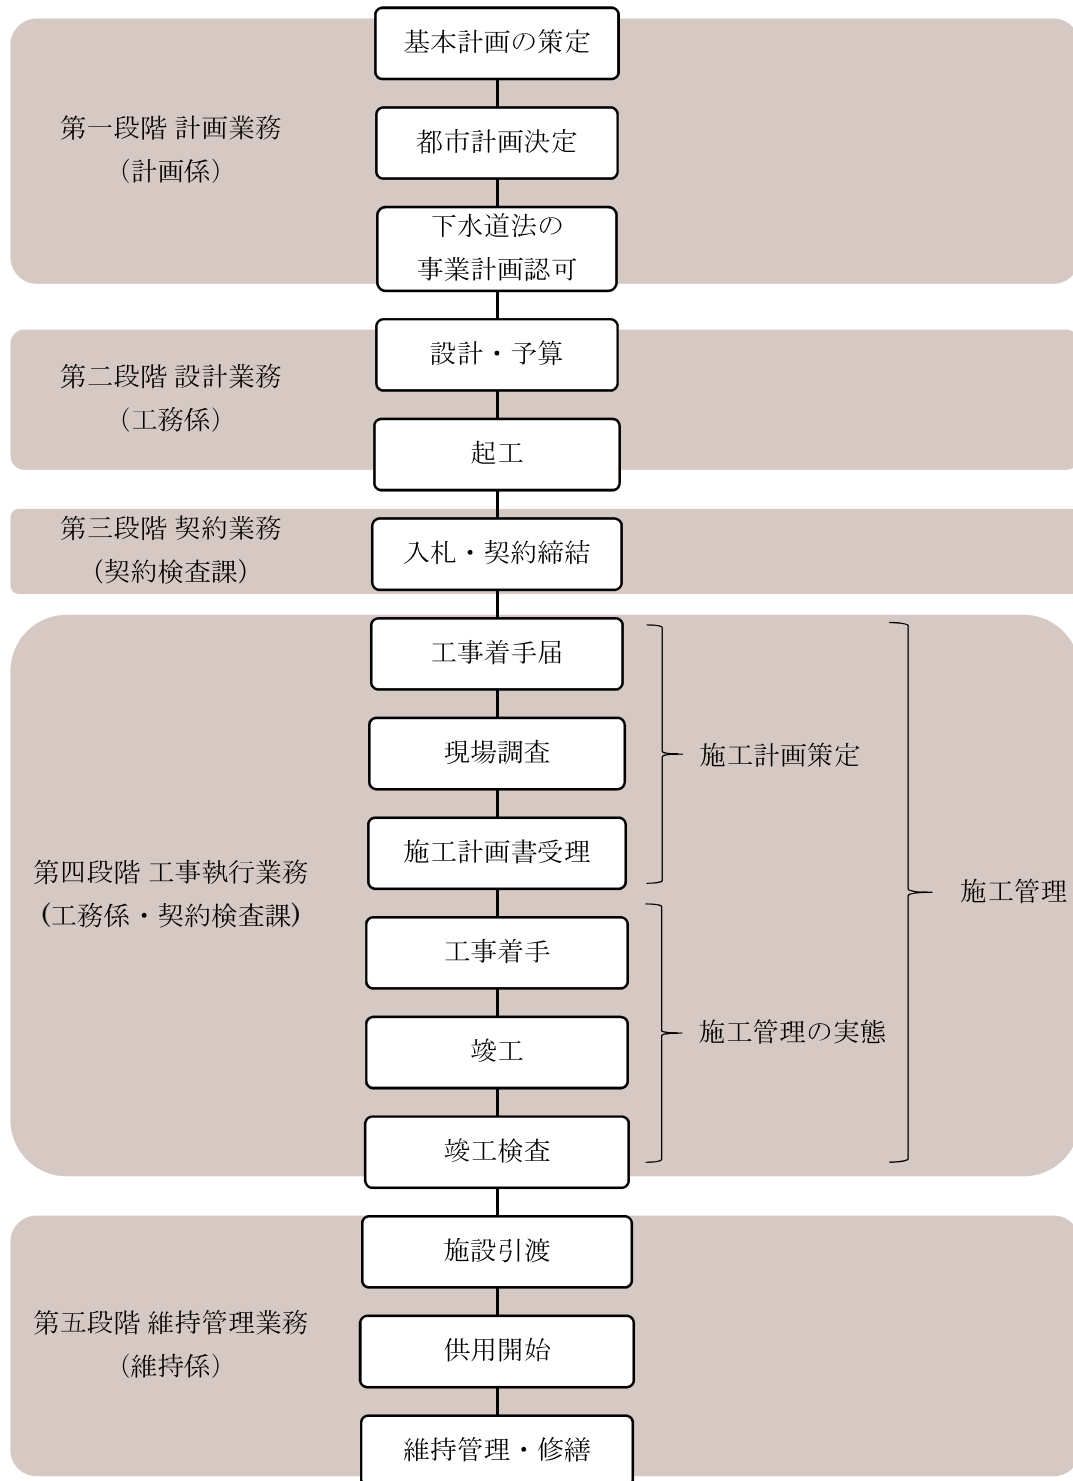 基本計画の策定
第一段階 計画業務
（計画係）
都市計画決定
下水道法の
事業計画認可
設計・予算
第二段階 設計業務
（工務係）
起工
第三段階 契約業務
（契約検査課）
入札・契約締結
工事着手届
現場調査
施工計画策定
施工計画書受理
第四段階 工事執行業務
(工務係・契約検査課)
施工管理
工事着手
竣工
施工管理の実態
竣工検査
施設引渡
第五段階 維持管理業務
（維持係）
供用開始
維持管理・修繕